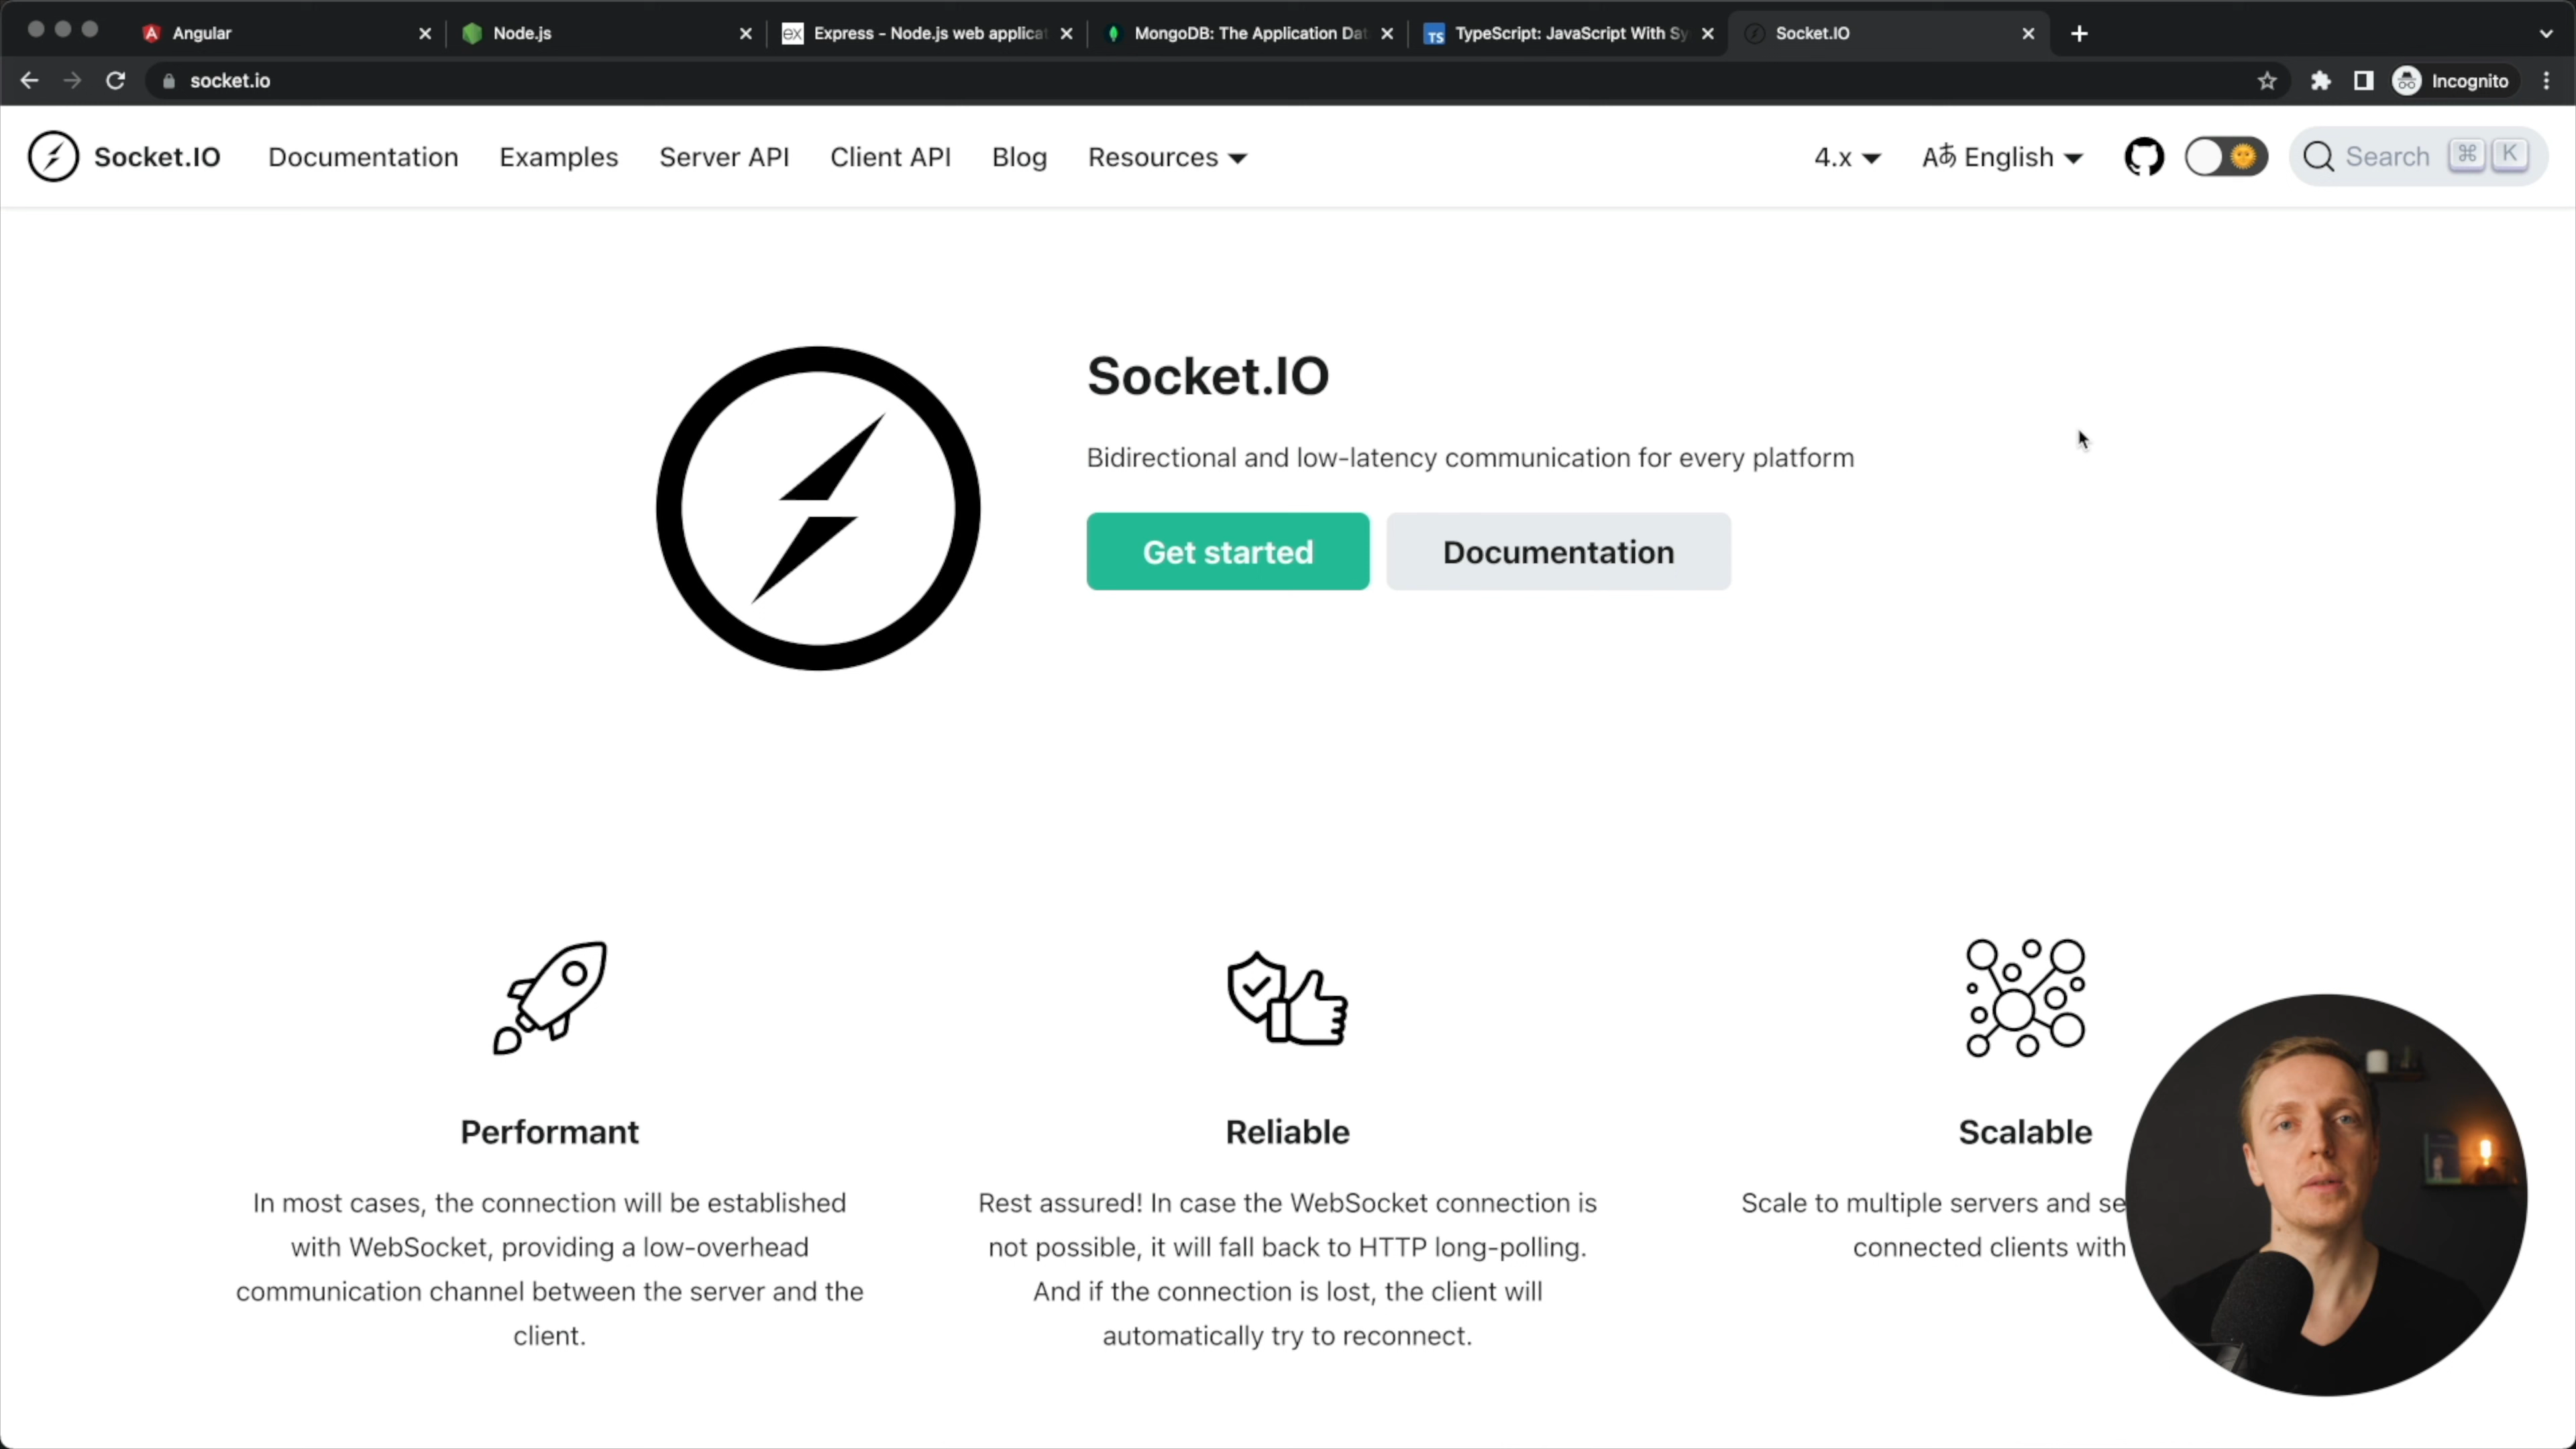 Angular
Node.js
ex Express - Node.js web applicat
MongoDB: The Application Dat
TS TypeScript: JavaScript With Sy
Socket.IO
socket.io
Incognito
Socket.IO
Documentation
Examples
Server API
Client API
Blog
Resources
4.x
Aあ English
Search ⌘ K
Socket.IO
Bidirectional and low-latency communication for every platform
Get started
Documentation
Performant
In most cases, the connection will be established
with WebSocket, providing a low-overhead
communication channel between the server and the
client.
Reliable
Rest assured! In case the WebSocket connection is
not possible, it will fall back to HTTP long-polling.
And if the connection is lost, the client will
automatically try to reconnect.
Scalable
Scale to multiple servers and se
connected clients with